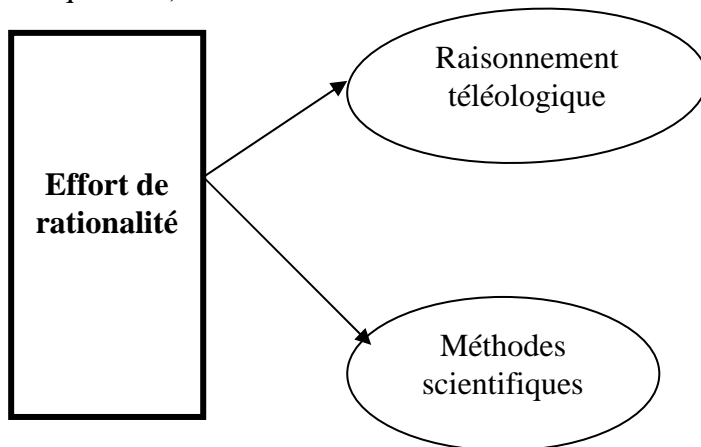 Effort de
rationalité
Raisonnement
téléologique
Méthodes
scientifiques